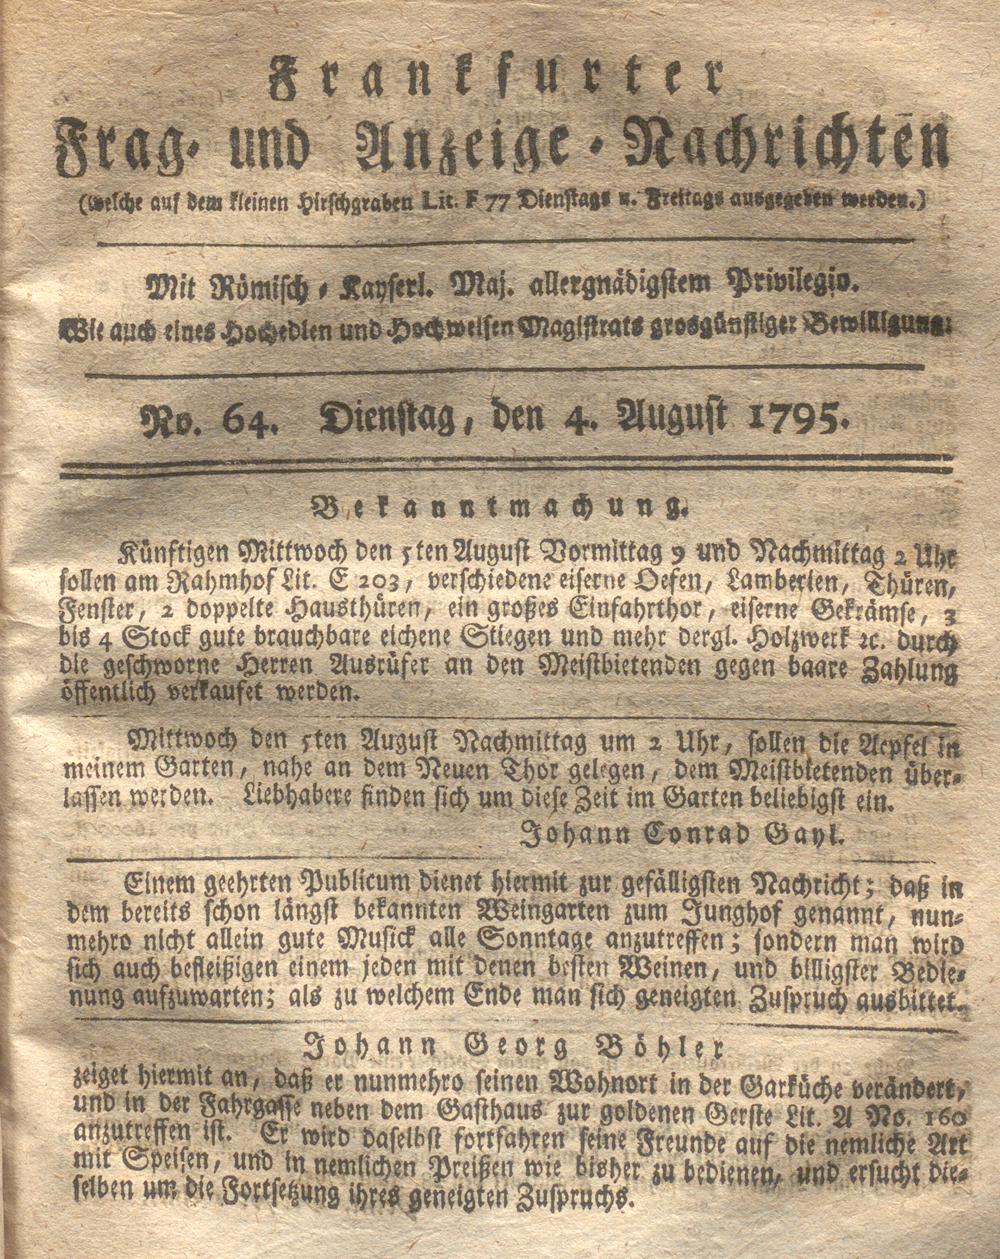 Frankfurter
Frag- und Anzeige-Nachrichten
(welche auf dem kleinen Hirschgraben Lit. F 77 Dienstags u. Freitags ausgegeben werden.)
Mit Römisch-Kayserl. Maj. allergnädigstem Privilegio.
Wie auch eines Hochedlen und Hochweisen Magistrats grosgünstiger Bewilligung.
No. 64. Dienstag, den 4. August 1795.
Bekanntmachung.
Künftigen Mittwoch den 5ten August Vormittag 9 und Nachmittag 2 Uhr
sollen am Rahmhof Lit. E 203, verschiedene eiserne Oefen, Lamberien, Thüren,
Fenster, 2 doppelte Hausthüren, ein großes Einfahrthor, eiserne Gekrämse, 3
bis 4 Stock gute brauchbare eichene Stiegen und mehr dergl. Holzwerk ꝛc. durch
die geschworne Herren Ausrüfer an den Meistbietenden gegen baare Zahlung
öffentlich verkaufet werden.
Mittwoch den 5ten August Nachmittag um 2 Uhr, sollen die Aepfel in
meinem Garten, nahe an dem Neuen Thor gelegen, dem Meistbietenden über-
lassen werden. Liebhabere finden sich um diese Zeit im Garten beliebigst ein.
Johann Conrad Gayl.
Einem geehrten Publicum dienet hiermit zur gefälligsten Nachricht; daß in
dem bereits schon längst bekannten Weingarten zum Junghof genannt, nun-
mehro nicht allein gute Musick alle Sonntage anzutreffen; sondern man wird
sich auch befleißigen einem jeden mit denen besten Weinen, und billigster Bedie-
nung aufzuwarten; als zu welchem Ende man sich geneigten Zuspruch ausbittet.
Johann Georg Böhler
zeiget hiermit an, daß er nunmehro seinen Wohnort in der Garküche verändert,
und in der Fahrgasse neben dem Gasthaus zur goldenen Gerste Lit. A No. 160
anzutreffen ist. Er wird daselbst fortfahren seine Freunde auf die nemliche Art
mit Speisen, und in nemlichen Preißen wie bisher zu bedienen, und ersucht die-
selben um die Fortsetzung ihres geneigten Zuspruchs.